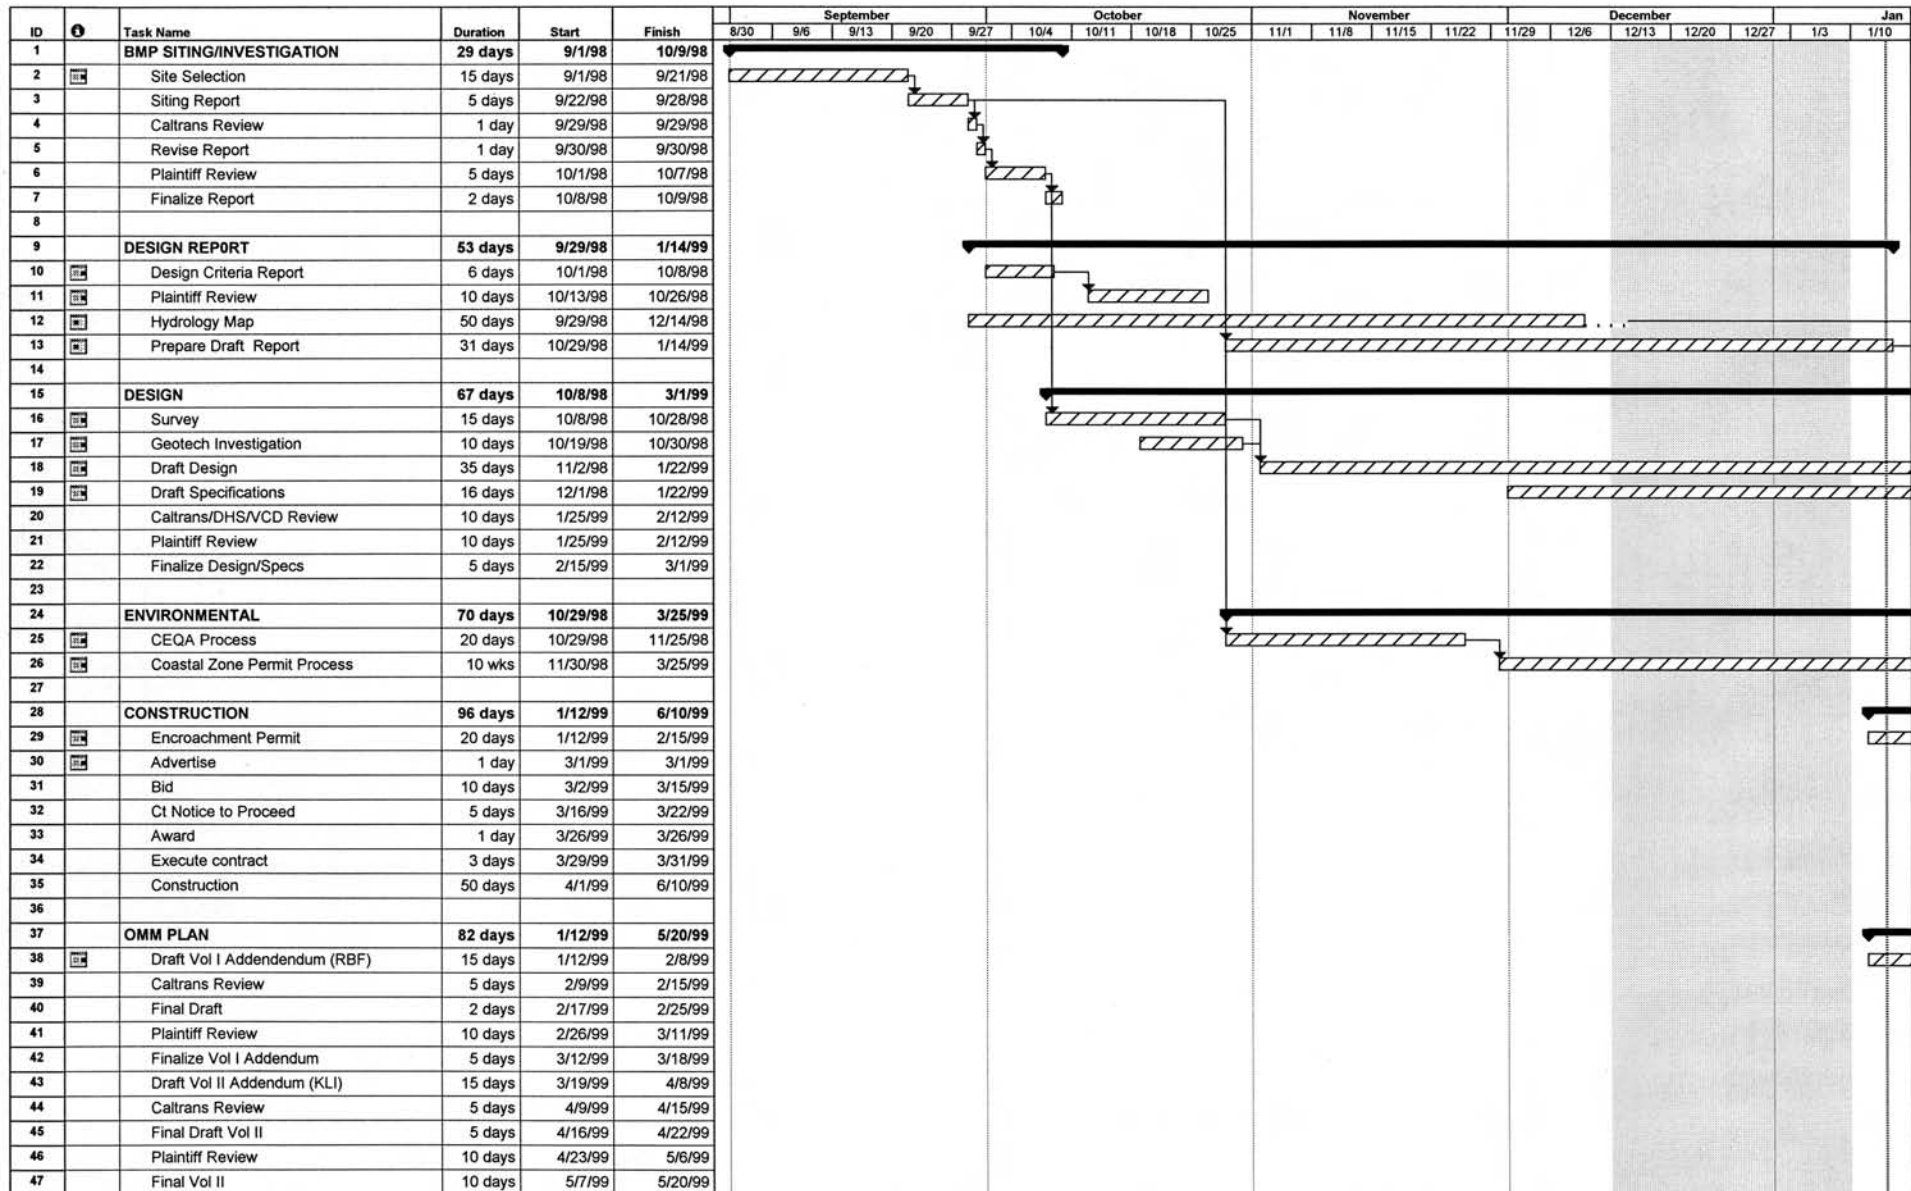 September October November December Jan
ID Task Name Duration Start Finish 8/30 9/6 9/13 9/20 9/27 10/4 10/11 10/18 10/25 11/1 11/8 11/15 11/22 11/29 12/6 12/13 12/20 12/27 1/3 1/10
1 BMP SITING/INVESTIGATION 29 days 9/1/98 10/9/98
2 Site Selection 15 days 9/1/98 9/21/98
3 Siting Report 5 days 9/22/98 9/28/98
4 Caltrans Review 1 day 9/29/98 9/29/98
5 Revise Report 1 day 9/30/98 9/30/98
6 Plaintiff Review 5 days 10/1/98 10/7/98
7 Finalize Report 2 days 10/8/98 10/9/98
8
9 DESIGN REPORT 53 days 9/29/98 1/14/99
10 Design Criteria Report 6 days 10/1/98 10/8/98
11 Plaintiff Review 10 days 10/13/98 10/26/98
12 Hydrology Map 50 days 9/29/98 12/14/98
13 Prepare Draft Report 31 days 10/29/98 1/14/99
14
15 DESIGN 67 days 10/8/98 3/1/99
16 Survey 15 days 10/8/98 10/28/98
17 Geotech Investigation 10 days 10/19/98 10/30/98
18 Draft Design 35 days 11/2/98 1/22/99
19 Draft Specifications 16 days 12/1/98 1/22/99
20 Caltrans/DHS/VCD Review 10 days 1/25/99 2/12/99
21 Plaintiff Review 10 days 1/25/99 2/12/99
22 Finalize Design/Specs 5 days 2/15/99 3/1/99
23
24 ENVIRONMENTAL 70 days 10/29/98 3/25/99
25 CEQA Process 20 days 10/29/98 11/25/98
26 Coastal Zone Permit Process 10 wks 11/30/98 3/25/99
27
28 CONSTRUCTION 96 days 1/12/99 6/10/99
29 Encroachment Permit 20 days 1/12/99 2/15/99
30 Advertise 1 day 3/1/99 3/1/99
31 Bid 10 days 3/2/99 3/15/99
32 Ct Notice to Proceed 5 days 3/16/99 3/22/99
33 Award 1 day 3/26/99 3/26/99
34 Execute contract 3 days 3/29/99 3/31/99
35 Construction 50 days 4/1/99 6/10/99
36
37 OMM PLAN 82 days 1/12/99 5/20/99
38 Draft Vol I Addendendum (RBF) 15 days 1/12/99 2/8/99
39 Caltrans Review 5 days 2/9/99 2/15/99
40 Final Draft 2 days 2/17/99 2/25/99
41 Plaintiff Review 10 days 2/26/99 3/11/99
42 Finalize Vol I Addendum 5 days 3/12/99 3/18/99
43 Draft Vol II Addendum (KLI) 15 days 3/19/99 4/8/99
44 Caltrans Review 5 days 4/9/99 4/15/99
45 Final Draft Vol II 5 days 4/16/99 4/22/99
46 Plaintiff Review 10 days 4/23/99 5/6/99
47 Final Vol II 10 days 5/7/99 5/20/99